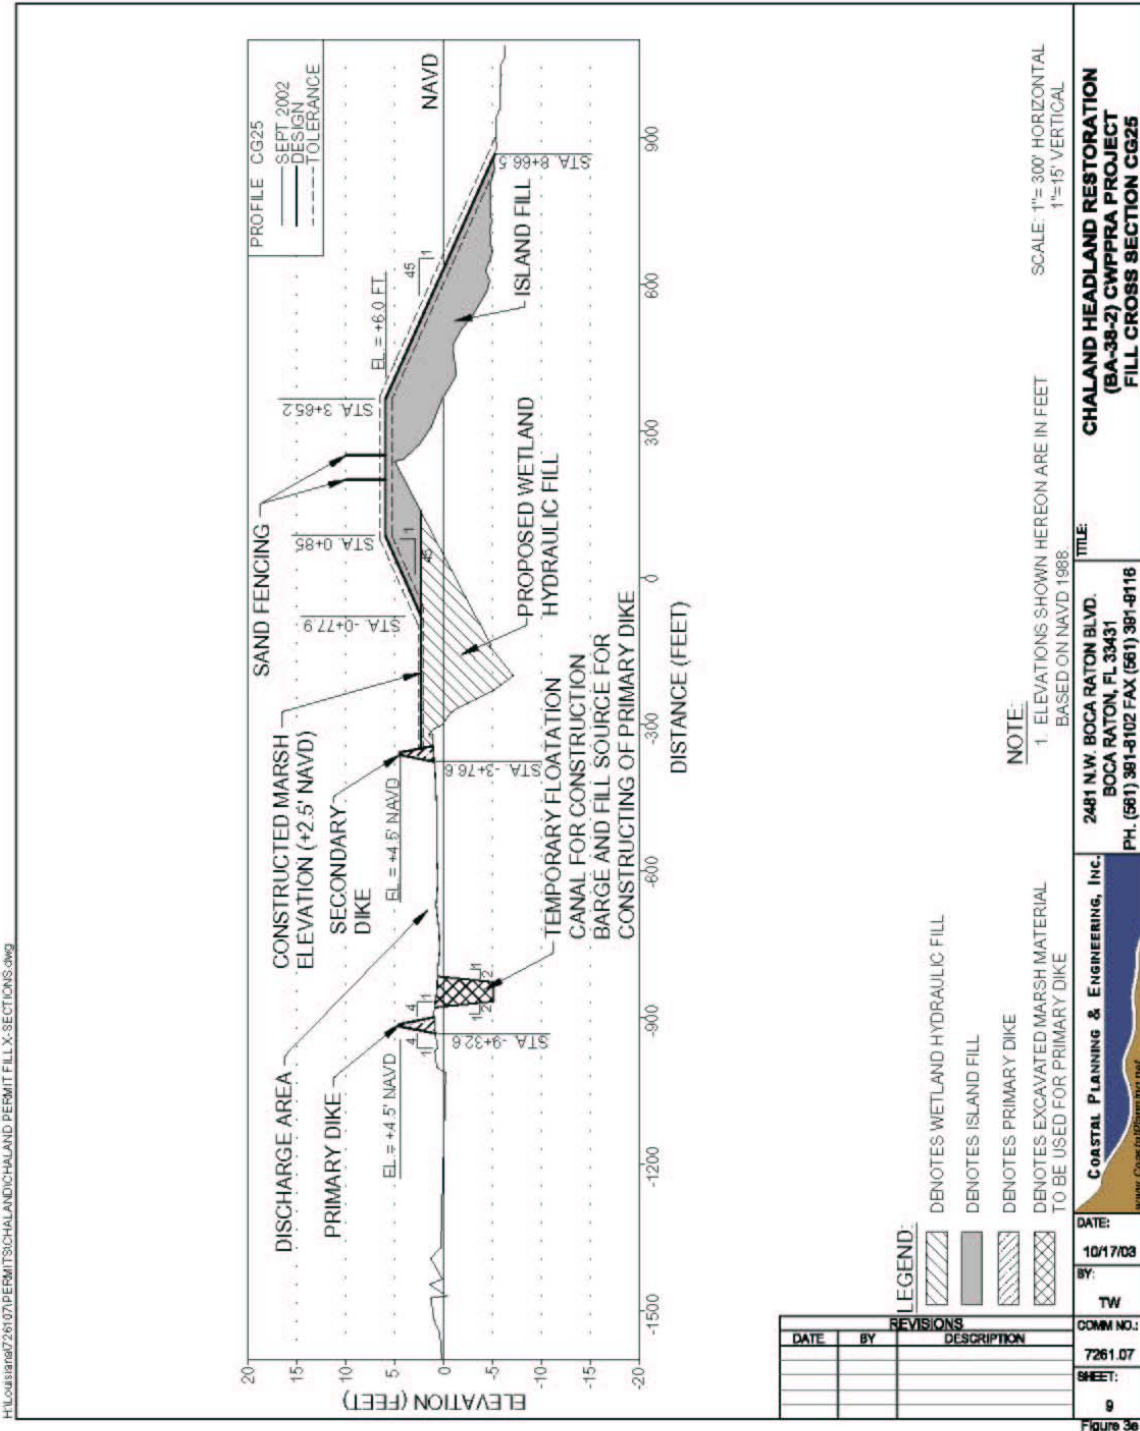 H:\Louisiana\726107\PERMITS\CHALAND\CHALAND PERMIT FILL X-SECTIONS.dwg
PROFILE CG25
SEPT 2002
DESIGN
TOLERANCE
NAVD
SAND FENCING
CONSTRUCTED MARSH
ELEVATION (+2.5' NAVD)
SECONDARY
DIKE
DISCHARGE AREA
PRIMARY DIKE
EL = +4.5' NAVD
EL = +4.5' NAVD
EL = +6.0 FT
STA -9+32.6
STA -3+76.6
STA -0+77.9
STA 0+85
STA 3+65.2
STA 8+66.5
4
1
4
1
1
2
1
2
1
45
45
1
TEMPORARY FLOATATION
CANAL FOR CONSTRUCTION
BARGE AND FILL SOURCE FOR
CONSTRUCTING OF PRIMARY DIKE
PROPOSED WETLAND
HYDRAULIC FILL
ISLAND FILL
ELEVATION (FEET)
20
15
10
5
0
-5
-10
-15
-20
-1500
-1200
-900
-600
-300
0
300
600
900
DISTANCE (FEET)
LEGEND:
DENOTES WETLAND HYDRAULIC FILL
DENOTES ISLAND FILL
DENOTES PRIMARY DIKE
DENOTES EXCAVATED MARSH MATERIAL
TO BE USED FOR PRIMARY DIKE
NOTE:
1. ELEVATIONS SHOWN HEREON ARE IN FEET
BASED ON NAVD 1988.
SCALE: 1"= 300' HORIZONTAL
1"=15' VERTICAL
REVISIONS
DATE BY DESCRIPTION
DATE:
10/17/03
BY:
TW
COMM NO.:
7261.07
SHEET:
9
Figure 3e
COASTAL PLANNING & ENGINEERING, INC.
2481 N.W. BOCA RATON BLVD.
BOCA RATON, FL 33431
PH. (561) 391-8102 FAX (561) 391-9116
TITLE:
CHALAND HEADLAND RESTORATION
(BA-38-2) CWPPRA PROJECT
FILL CROSS SECTION CG25